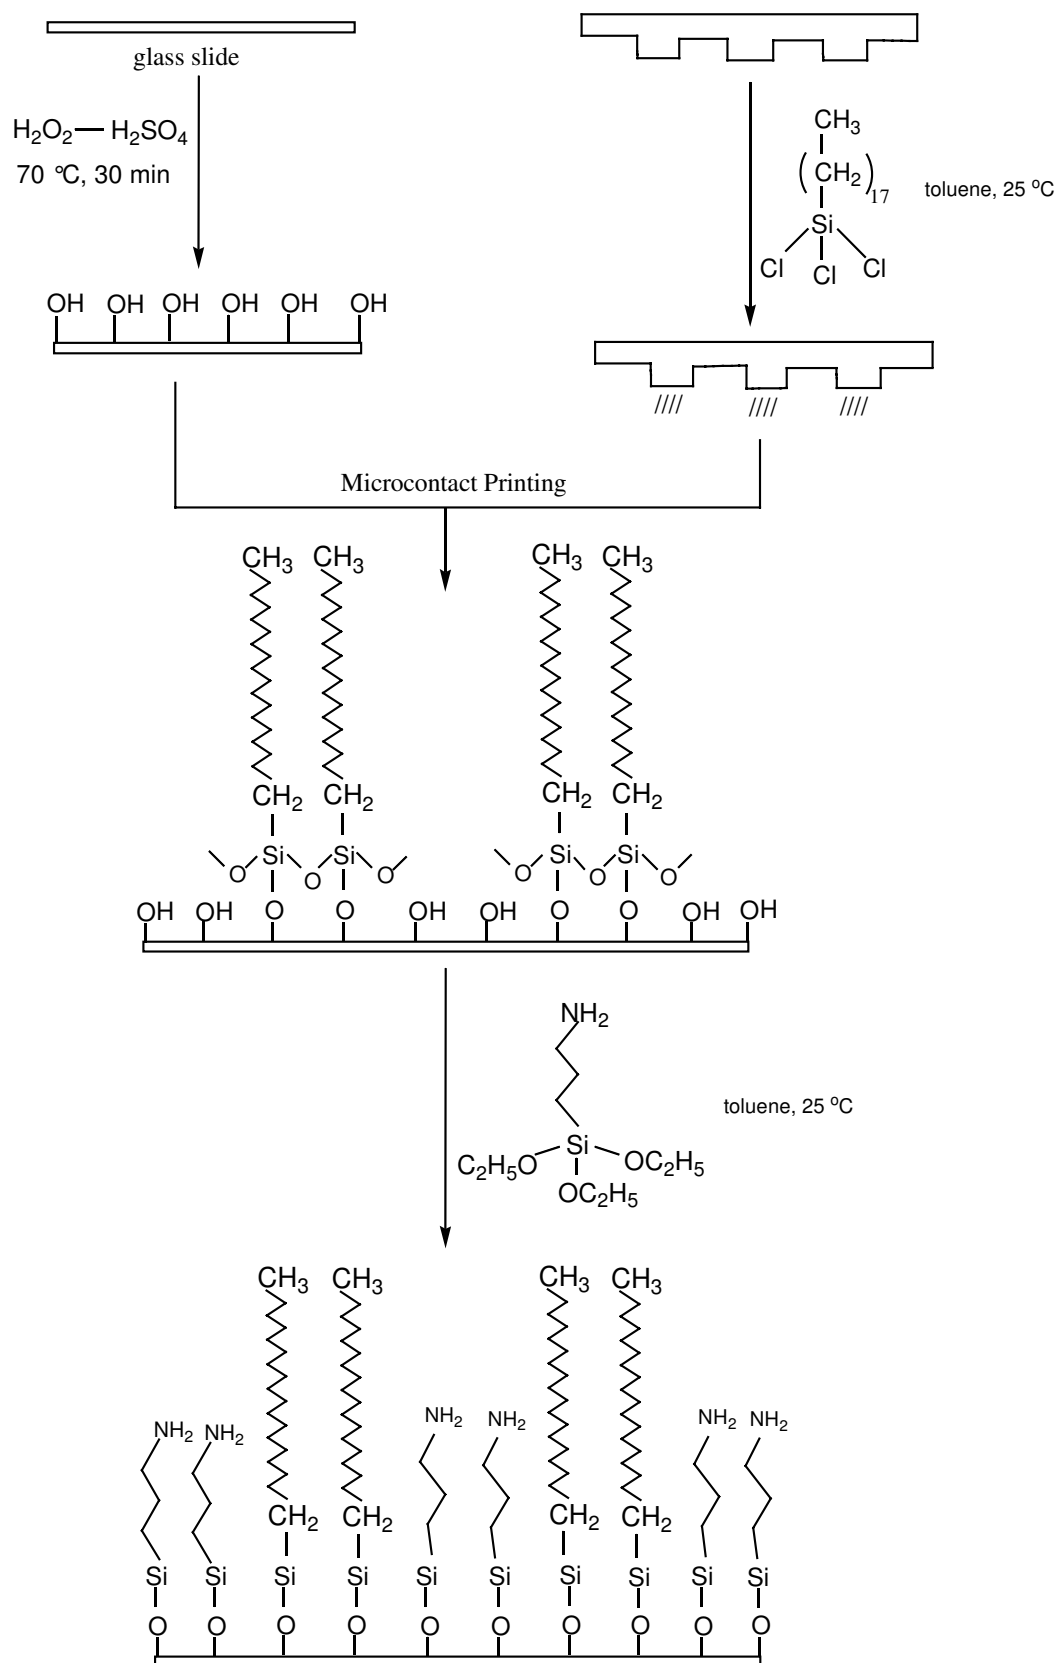 glass slide
H₂O₂ — H₂SO₄
70 °C, 30 min
CH₃
(CH₂)₁₇
Si
Cl Cl Cl
toluene, 25 °C
OH OH OH OH OH OH
Microcontact Printing
CH₃ CH₃ CH₃ CH₃
CH₂ CH₂ CH₂ CH₂
Si Si Si Si
O O O O O O
OH OH O O OH OH O O OH OH
NH₂
toluene, 25 °C
Si
C₂H₅O OC₂H₅
OC₂H₅
CH₃ CH₃ CH₃ CH₃
NH₂ NH₂ NH₂ NH₂ NH₂ NH₂
CH₂ CH₂ CH₂ CH₂
Si Si Si Si Si Si Si Si Si Si
O O O O O O O O O O